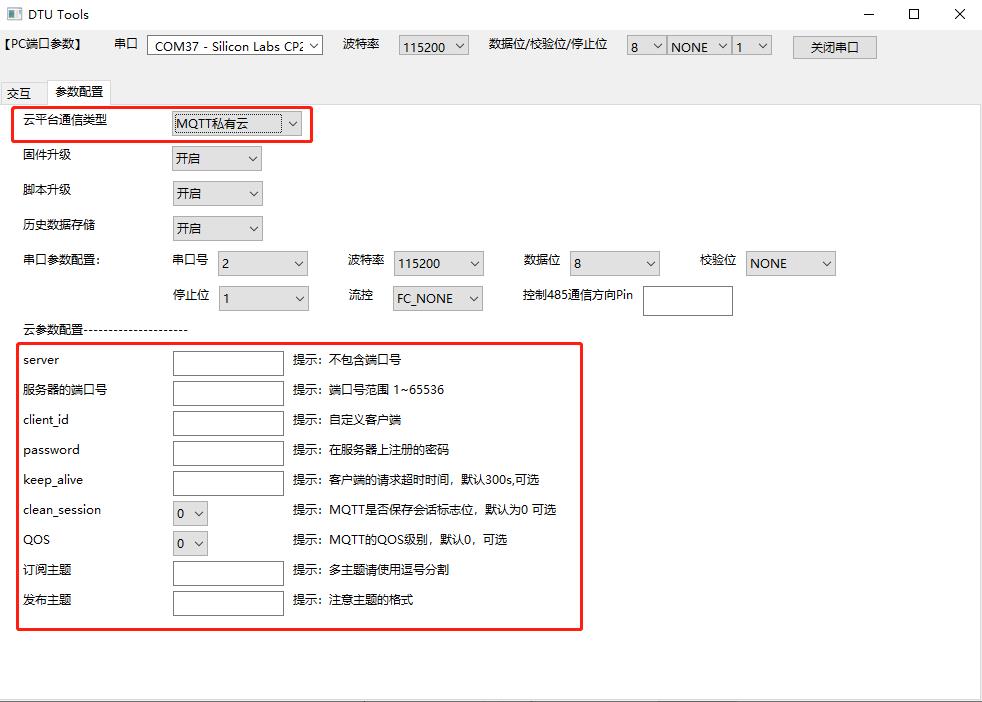 DTU Tools
【PC端口参数】 串口 COM37 - Silicon Labs CP2 波特率 115200 数据位/校验位/停止位 8 NONE 1 关闭串口
交互 参数配置
云平台通信类型 MQTT私有云
固件升级 开启
脚本升级 开启
历史数据存储 开启
串口参数配置： 串口号 2 波特率 115200 数据位 8 校验位 NONE
停止位 1 流控 FC_NONE 控制485通信方向Pin
云参数配置----------------------
server 提示：不包含端口号
服务器的端口号 提示：端口号范围 1~65536
client_id 提示：自定义客户端
password 提示：在服务器上注册的密码
keep_alive 提示：客户端的请求超时时间，默认300s,可选
clean_session 0 提示：MQTT是否保存会话标志位，默认为0 可选
QOS 0 提示：MQTT的QOS级别，默认0，可选
订阅主题 提示：多主题请使用逗号分割
发布主题 提示：注意主题的格式